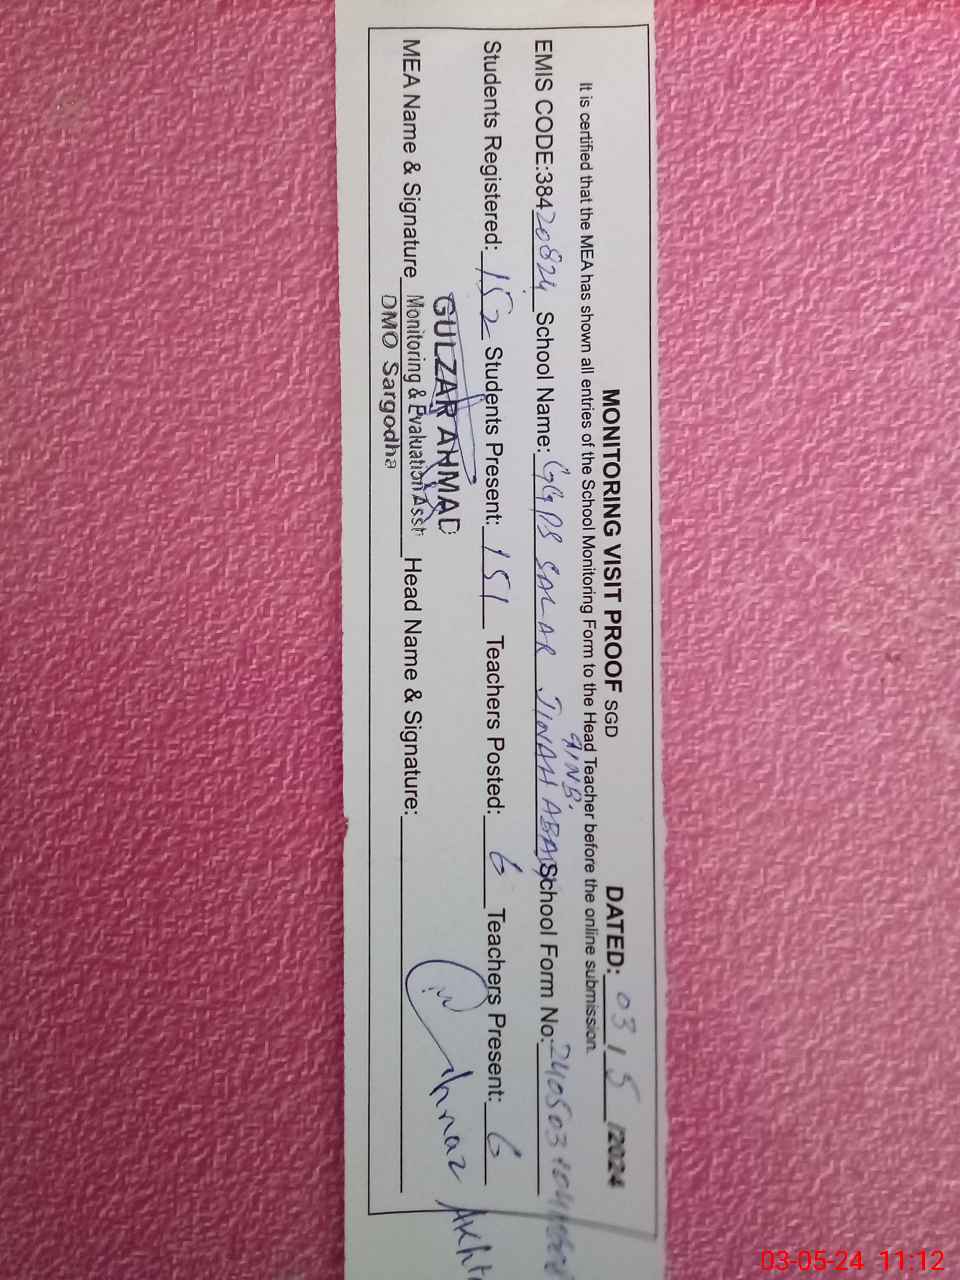 MONITORING VISIT PROOF SGD DATED: 03 / 5 /2024
It is certified that the MEA has shown all entries of the School Monitoring Form to the Head Teacher before the online submission.
EMIS CODE:38420824 School Name: GGPS SALAR JINAH ABAD School Form No: 240503
Students Registered: 152 Students Present: 151 Teachers Posted: 6 Teachers Present: 6
GULZAR AHMAD
MEA Name & Signature Monitoring & Evaluation Asstt Head Name & Signature: Akht
DMO Sargodha
03-05-24 11:12